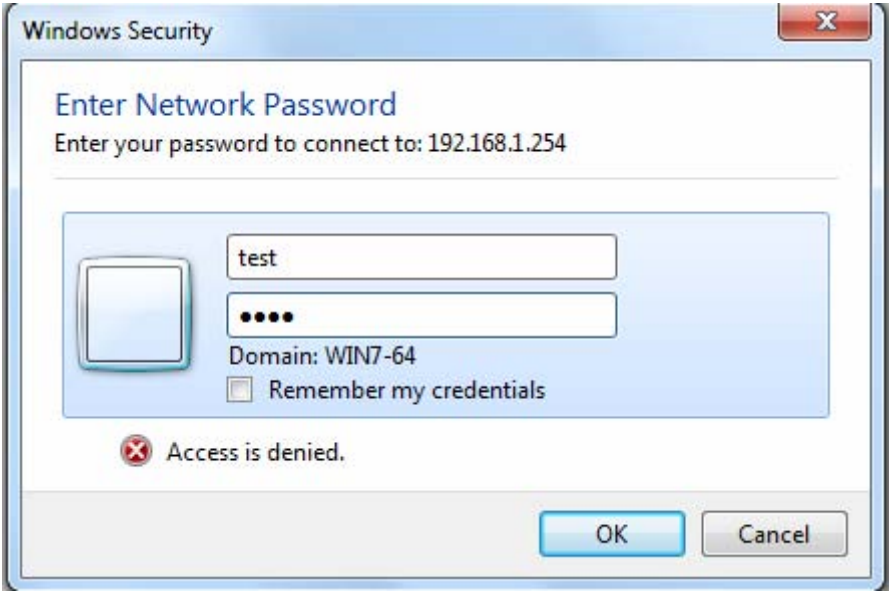 Windows Security
Enter Network Password
Enter your password to connect to: 192.168.1.254
test
••••
Domain: WIN7-64
Remember my credentials
Access is denied.
OK
Cancel